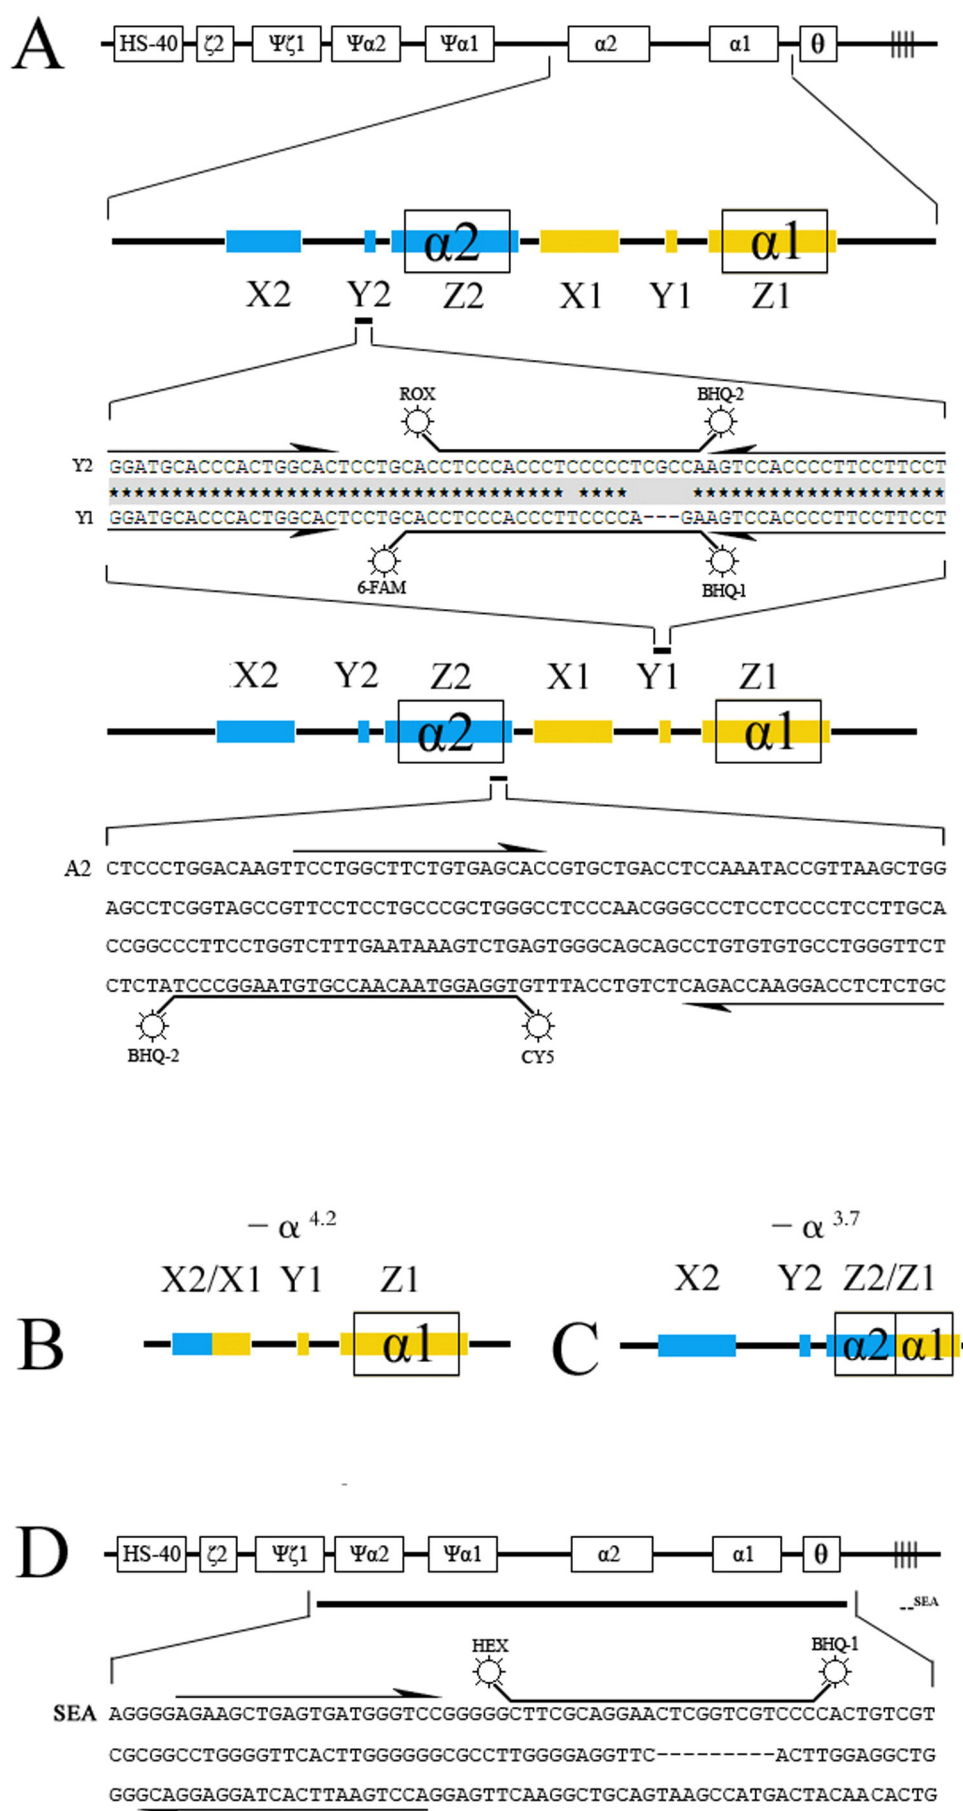 A
HS-40 ζ2 Ψζ1 Ψα2 Ψα1 α2 α1 θ
α2 α1
X2 Y2 Z2 X1 Y1 Z1
ROX BHQ-2
Y2 GGATGCACCCACTGGCACTCCTGCACCTCCCACCCTCCCCCTCGCCAAGTCCACCCCTTCCTTCCT
************************************ **** ********************
Y1 GGATGCACCCACTGGCACTCCTGCACCTCCCACCCTTCCCCA---GAAGTCCACCCCTTCCTTCCT
6-FAM BHQ-1
X2 Y2 Z2 X1 Y1 Z1
α2 α1
A2 CTCCCTGGACAAGTTCCTGGCTTCTGTGAGCACCGTGCTGACCTCCAAATACCGTTAAGCTGG
AGCCTCGGTAGCCGTTCCTCCTGCCCGCTGGGCCTCCCAACGGGCCCTCCTCCCCTCCTTGCA
CCGGCCCTTCCTGGTCTTTGAATAAAGTCTGAGTGGGCAGCAGCCTGTGTGTGCCTGGGTTCT
CTCTATCCCGGAATGTGCCAACAATGGAGGTGTTTACCTGTCTCAGACCAAGGACCTCTCTGC
BHQ-2 CY5
– α 4.2
X2/X1 Y1 Z1
B
α1
– α 3.7
X2 Y2 Z2/Z1
C
α2 α1
D
HS-40 ζ2 Ψζ1 Ψα2 Ψα1 α2 α1 θ
--SEA
HEX BHQ-1
SEA AGGGGAGAAGCTGAGTGATGGGTCCGGGGGCTTCGCAGGAACTCGGTCGTCCCCACTGTCGT
CGCGGCCTGGGGTTCACTTGGGGGGCGCCTTGGGGAGGTTC---------ACTTGGAGGCTG
GGGCAGGAGGATCACTTAAGTCCAGGAGTTCAAGGCTGCAGTAAGCCATGACTACAACACTG